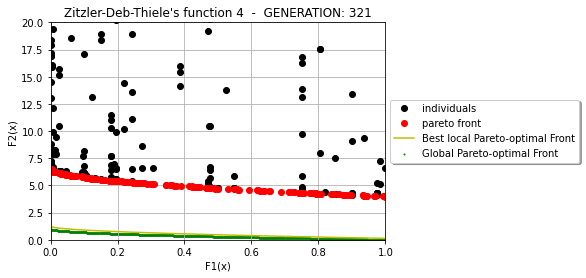 Zitzler-Deb-Thiele's function 4  -  GENERATION: 321
F2(x)
20.0
17.5
15.0
12.5
10.0
7.5
5.0
2.5
0.0
0.0 0.2 0.4 0.6 0.8 1.0
F1(x)
individuals
pareto front
Best local Pareto-optimal Front
Global Pareto-optimal Front